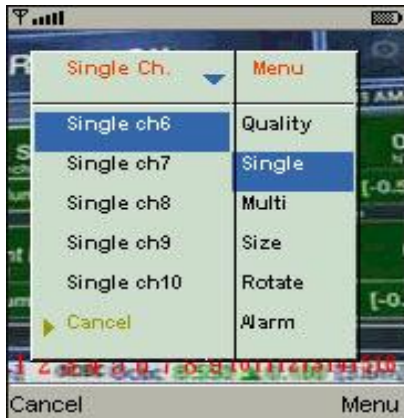 Single Ch.
Single ch6
Single ch7
Single ch8
Single ch9
Single ch10
Cancel
Menu
Quality
Single
Multi
Size
Rotate
Alarm
AM
Cancel
Menu